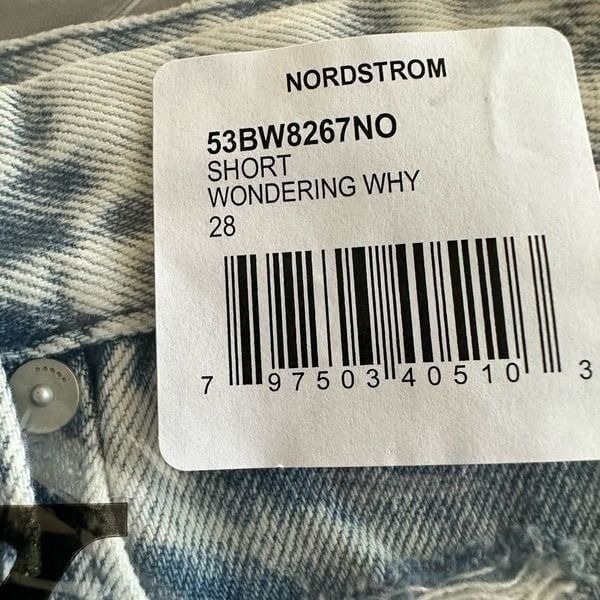 NORDSTROM
53BW8267NO
SHORT
WONDERING WHY
28
7 97503 40510 3